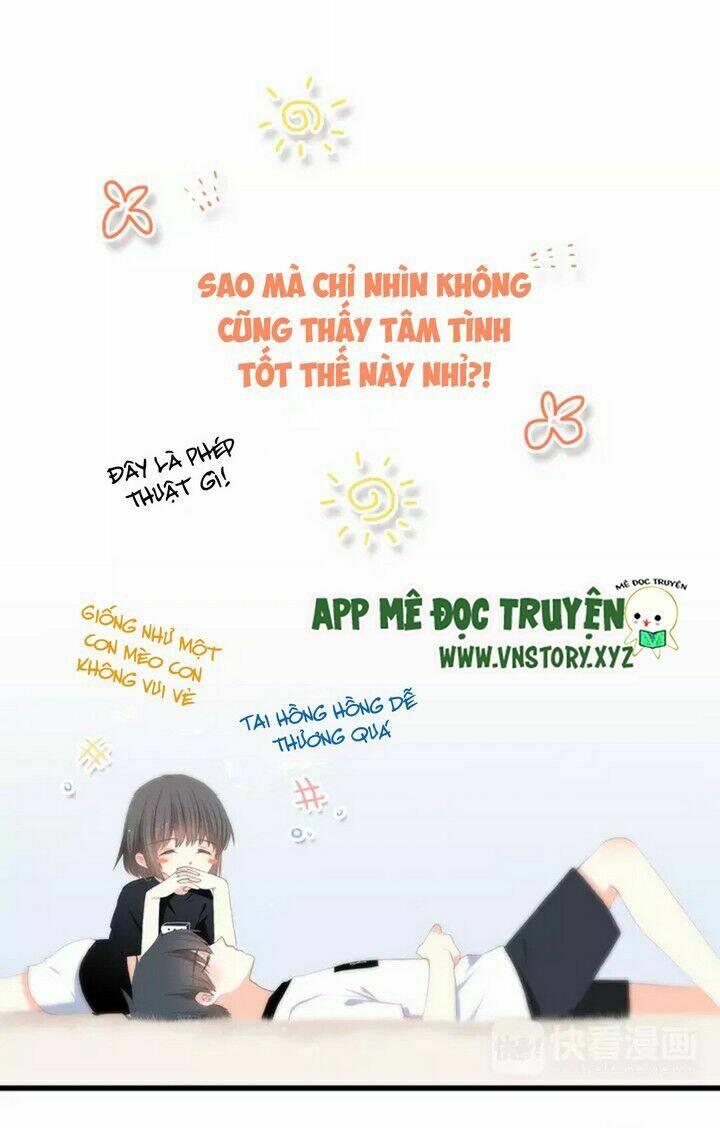 SAO MÀ CHỈ NHÌN KHÔNG
CŨNG THẤY TÂM TÌNH
TỐT THẾ NÀY NHỈ?!
ĐÂY LÀ PHÉP
THUẬT GÌ!
MÊ ĐỌC TRUYỆN
APP MÊ ĐỌC TRUYỆN
WWW.VNSTORY.XYZ
GIỐNG NHƯ MỘT
CON MÈO CON
KHÔNG VUI VẺ
TAI HỒNG HỒNG DỄ
THƯƠNG QUÁ
快看漫画